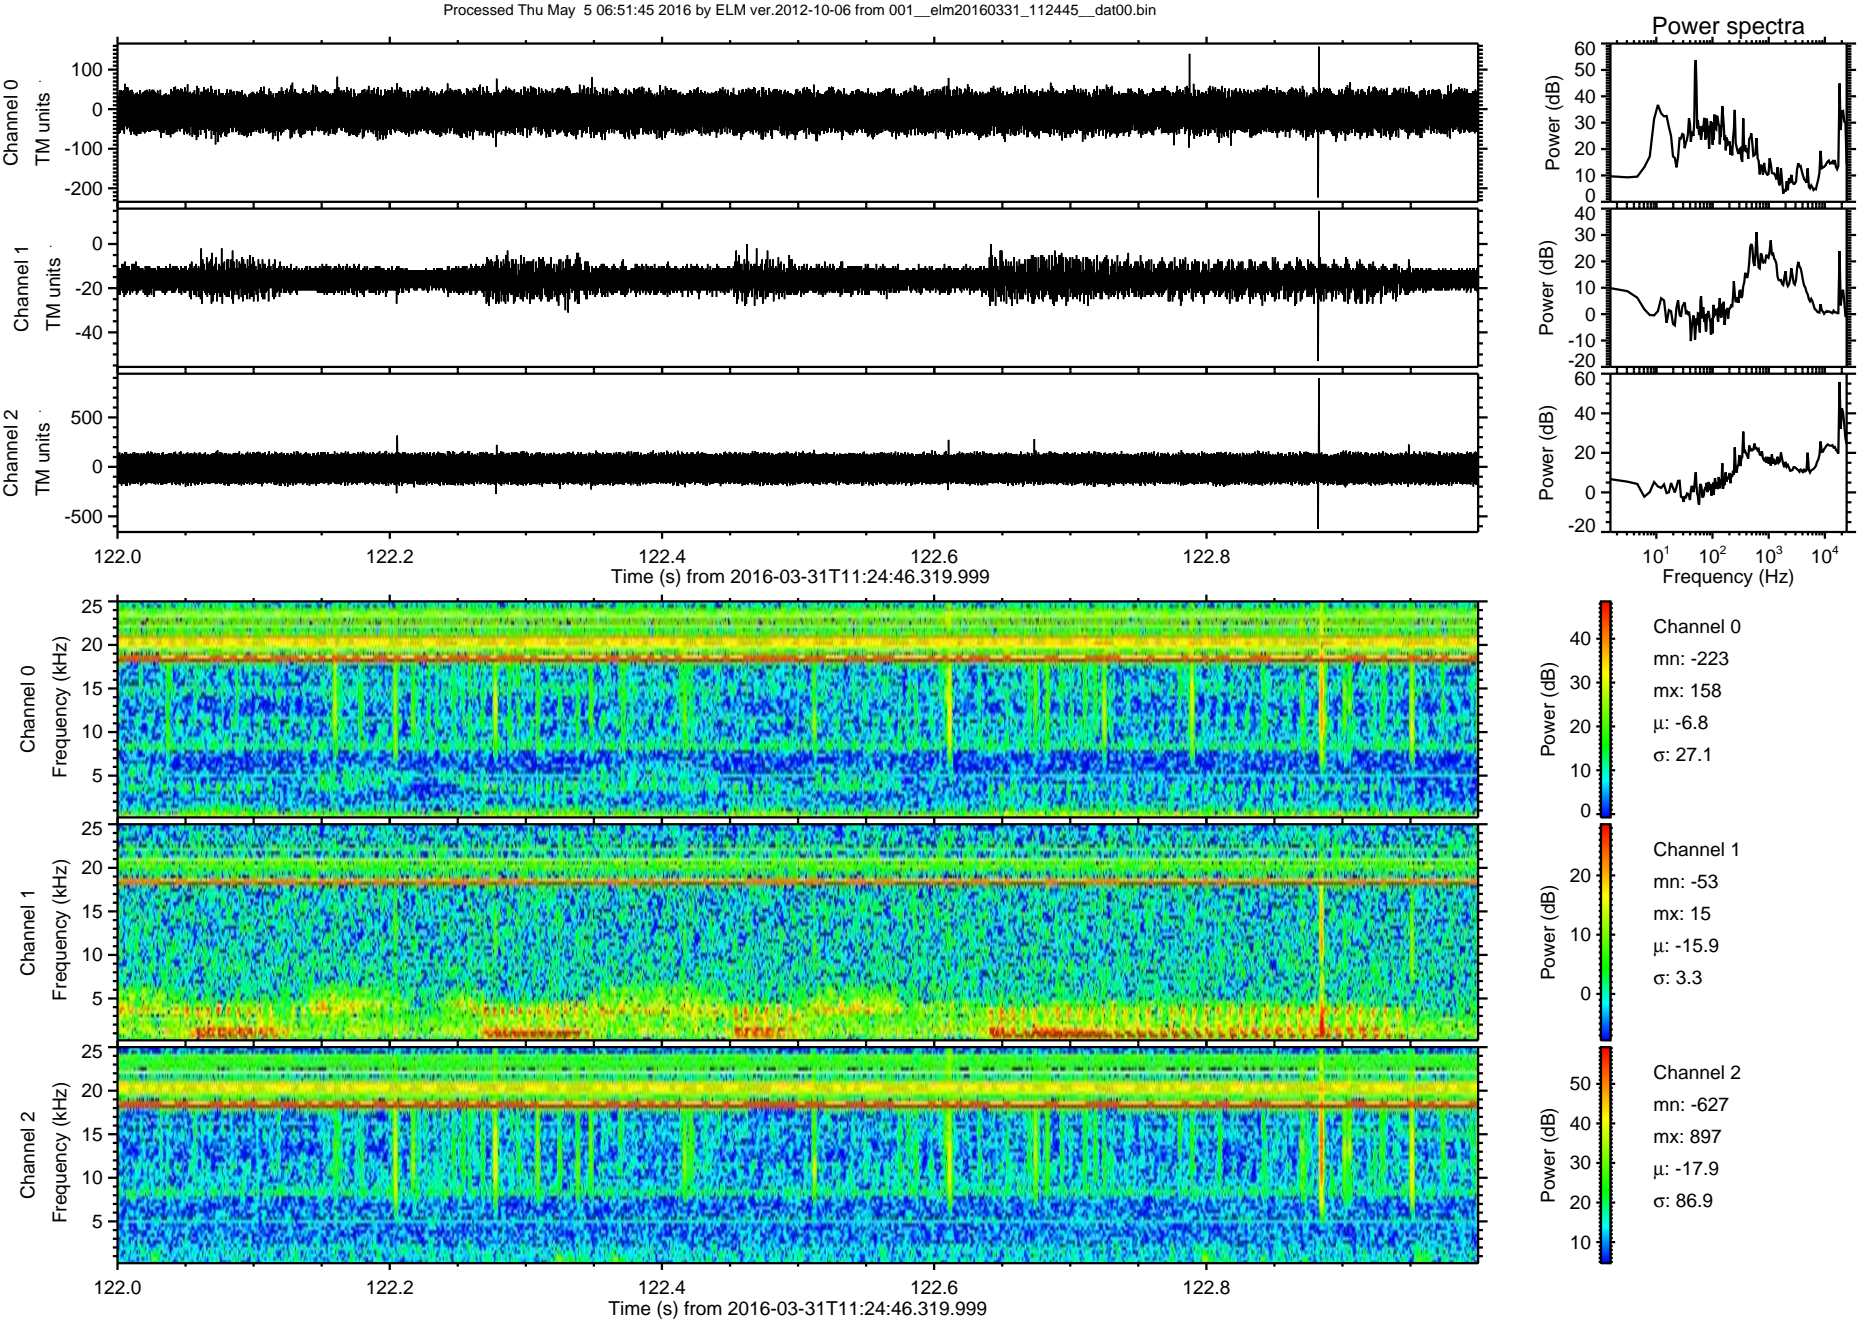 Processed Thu May  5 06:51:45 2016 by ELM ver.2012-10-06 from 001__elm20160331_112445__dat00.bin
Power spectra
Channel 0
TM units
100
0
-100
-200
Power (dB)
60
50
40
30
20
10
0
Channel 1
TM units
0
-20
-40
Power (dB)
40
30
20
10
0
-10
-20
Channel 2
TM units
500
0
-500
Power (dB)
60
40
20
0
-20
122.0 122.2 122.4 122.6 122.8
Time (s) from 2016-03-31T11:24:46.319.999
10^1 10^2 10^3 10^4
Frequency (Hz)
Channel 0
Frequency (kHz)
25
20
15
10
5
Power (dB)
40
30
20
10
0
Channel 0
mn: -223
mx: 158
μ: -6.8
σ: 27.1
Channel 1
Frequency (kHz)
25
20
15
10
5
Power (dB)
20
10
0
Channel 1
mn: -53
mx: 15
μ: -15.9
σ: 3.3
Channel 2
Frequency (kHz)
25
20
15
10
5
Power (dB)
50
40
30
20
10
Channel 2
mn: -627
mx: 897
μ: -17.9
σ: 86.9
122.0 122.2 122.4 122.6 122.8
Time (s) from 2016-03-31T11:24:46.319.999